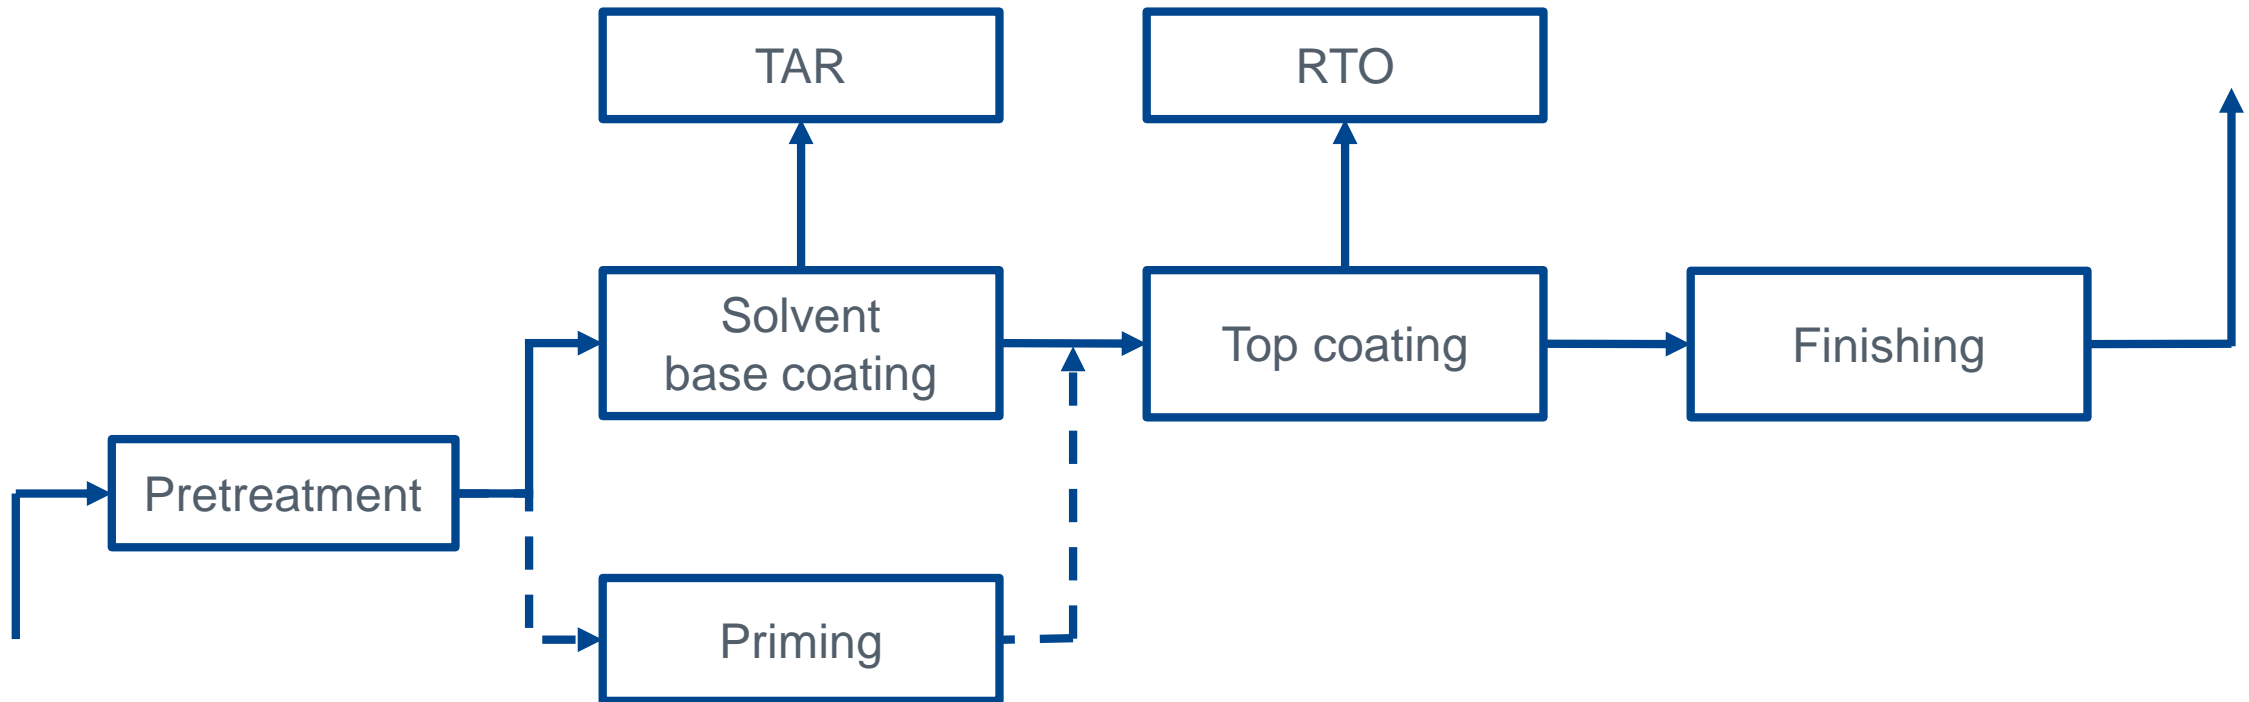 TAR
RTO
Solvent
base coating
Top coating
Finishing
Pretreatment
Priming